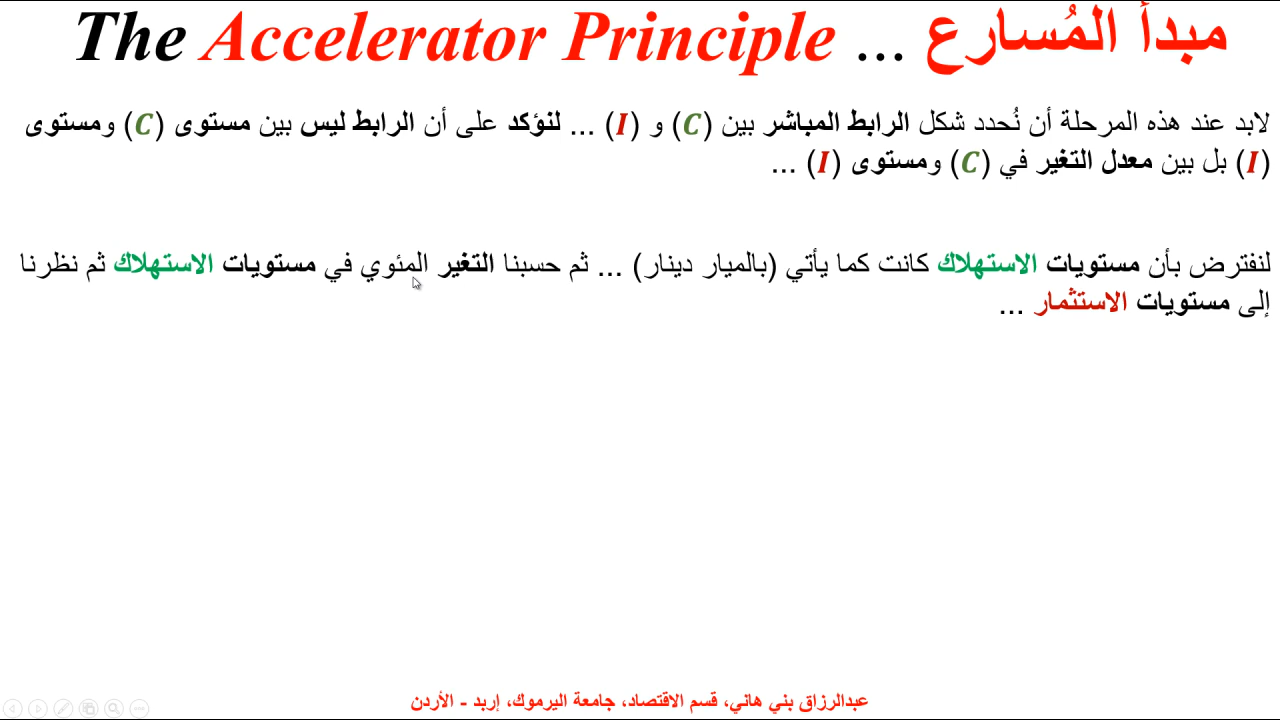 مبدأ المُسارع ... The Accelerator Principle
لابد عند هذه المرحلة أن نُحدد شكل الرابط المباشر بين (C) و (I) ... لنؤكد على أن الرابط ليس بين مستوى (C) ومستوى
(I) بل بين معدل التغير في (C) ومستوى (I) ...
لنفترض بأن مستويات الاستهلاك كانت كما يأتي (بالميار دينار) ... ثم حسبنا التغير المئوي في مستويات الاستهلاك ثم نظرنا
إلى مستويات الاستثمار ...
عبدالرزاق بني هاني، قسم الاقتصاد، جامعة اليرموك، إربد - الأردن